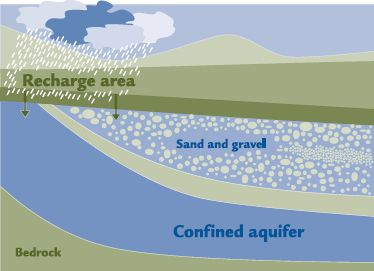 Recharge area
Sand and gravel
Confined aquifer
Bedrock